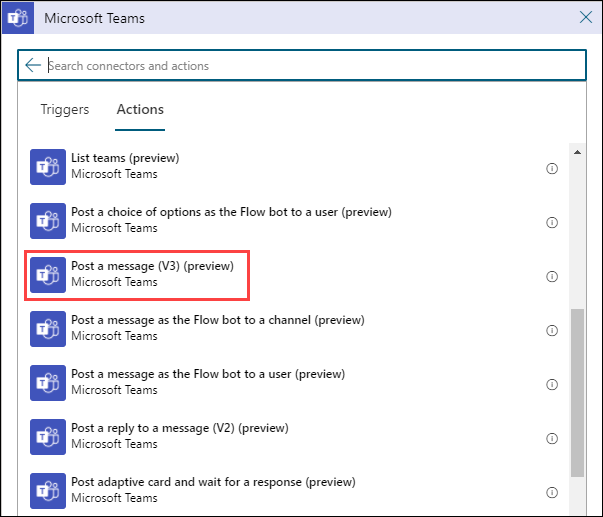 Microsoft Teams
Search connectors and actions
Triggers
Actions
List teams (preview)
Microsoft Teams
Post a choice of options as the Flow bot to a user (preview)
Microsoft Teams
Post a message (V3) (preview)
Microsoft Teams
Post a message as the Flow bot to a channel (preview)
Microsoft Teams
Post a message as the Flow bot to a user (preview)
Microsoft Teams
Post a reply to a message (V2) (preview)
Microsoft Teams
Post adaptive card and wait for a response (preview)
Microsoft Teams